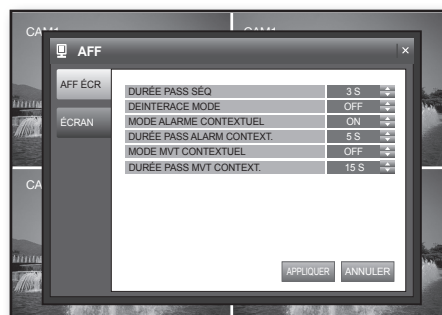 CAM1
AFF
AFF ÉCR
ÉCRAN
DURÉE PASS SÉQ 3 S
DEINTERACE MODE OFF
MODE ALARME CONTEXTUEL ON
DURÉE PASS ALARM CONTEXT. 5 S
MODE MVT CONTEXTUEL OFF
DURÉE PASS MVT CONTEXT. 15 S
APPLIQUER ANNULER